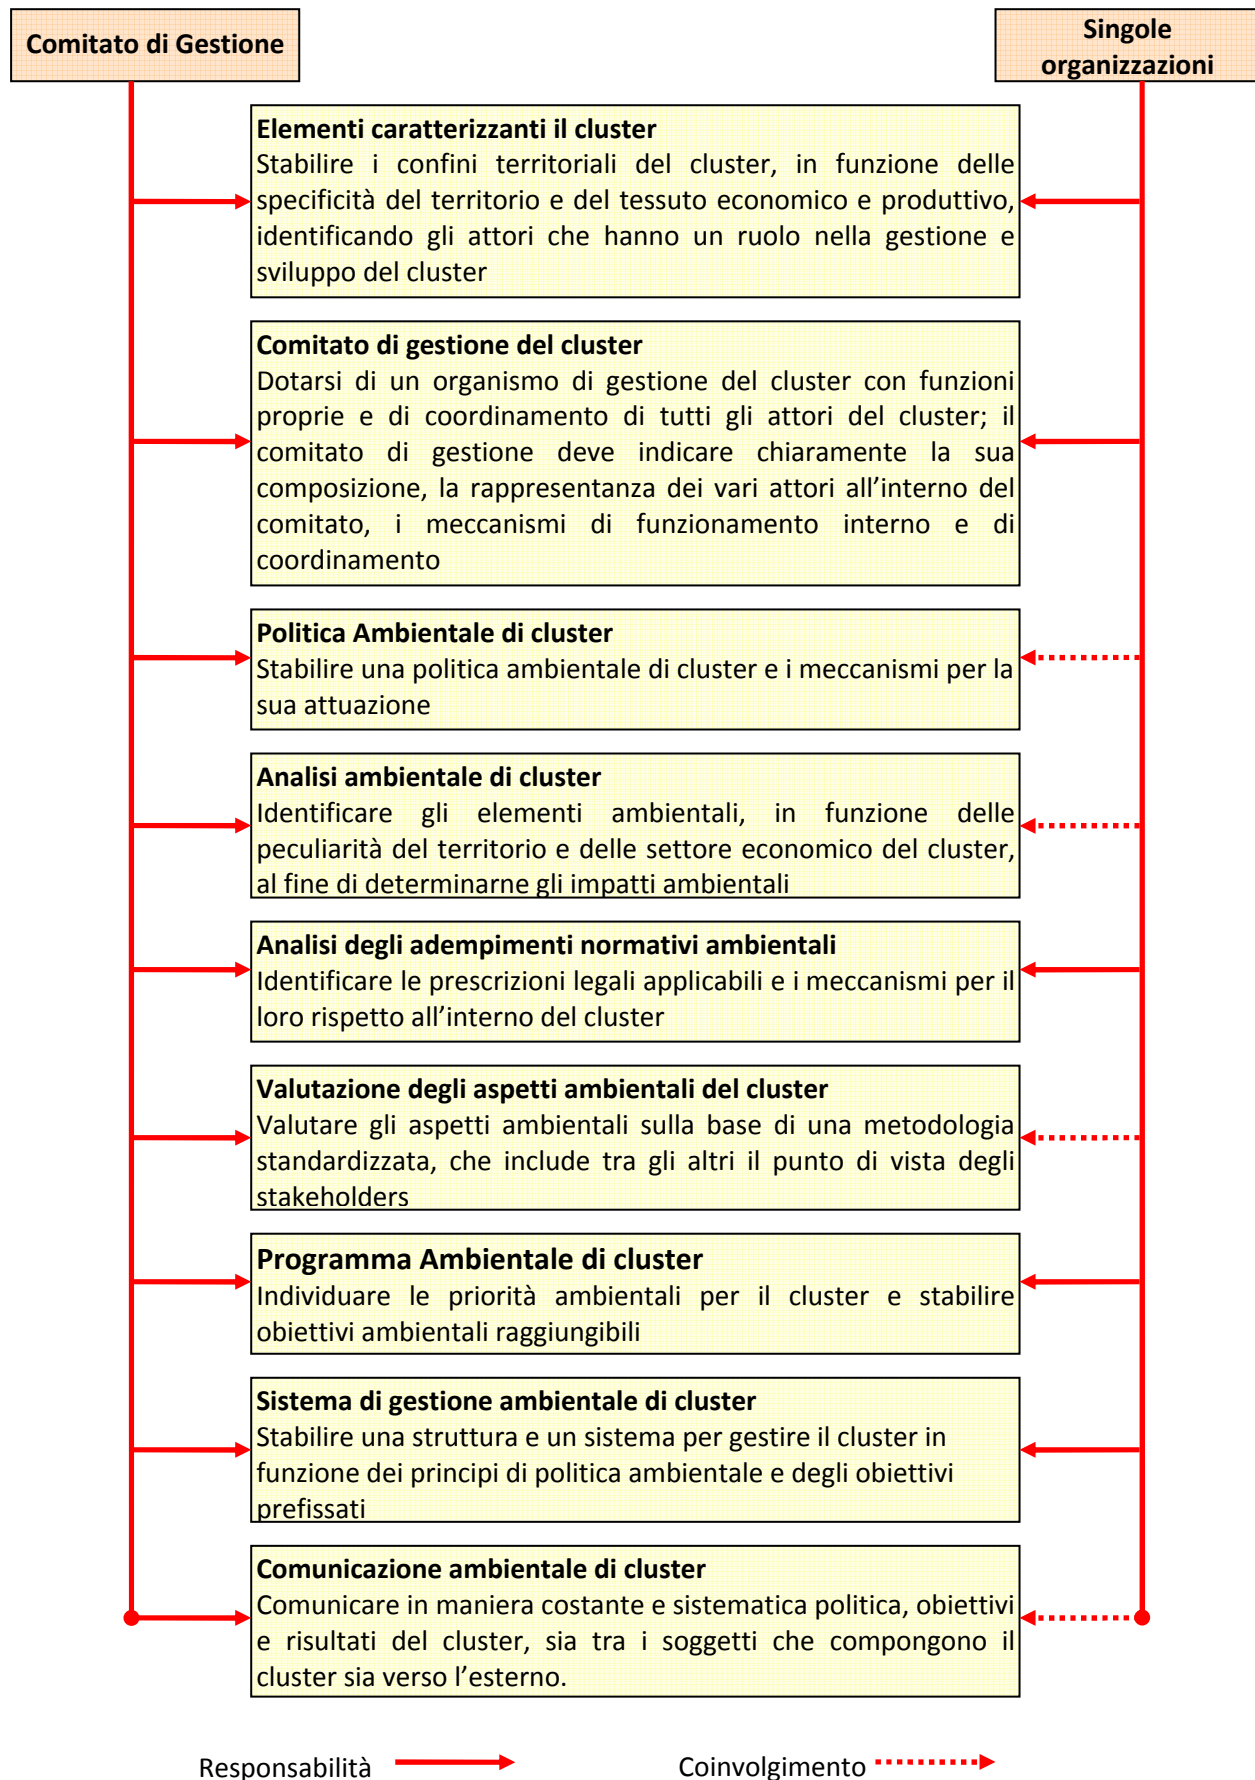 Comitato di Gestione
Singole
organizzazioni
Elementi caratterizzanti il cluster
Stabilire i confini territoriali del cluster, in funzione delle
specificità del territorio e del tessuto economico e produttivo,
identificando gli attori che hanno un ruolo nella gestione e
sviluppo del cluster
Comitato di gestione del cluster
Dotarsi di un organismo di gestione del cluster con funzioni
proprie e di coordinamento di tutti gli attori del cluster; il
comitato di gestione deve indicare chiaramente la sua
composizione, la rappresentanza dei vari attori all’interno del
comitato, i meccanismi di funzionamento interno e di
coordinamento
Politica Ambientale di cluster
Stabilire una politica ambientale di cluster e i meccanismi per la
sua attuazione
Analisi ambientale di cluster
Identificare gli elementi ambientali, in funzione delle
peculiarità del territorio e delle settore economico del cluster,
al fine di determinarne gli impatti ambientali
Analisi degli adempimenti normativi ambientali
Identificare le prescrizioni legali applicabili e i meccanismi per il
loro rispetto all’interno del cluster
Valutazione degli aspetti ambientali del cluster
Valutare gli aspetti ambientali sulla base di una metodologia
standardizzata, che include tra gli altri il punto di vista degli
stakeholders
Programma Ambientale di cluster
Individuare le priorità ambientali per il cluster e stabilire
obiettivi ambientali raggiungibili
Sistema di gestione ambientale di cluster
Stabilire una struttura e un sistema per gestire il cluster in
funzione dei principi di politica ambientale e degli obiettivi
prefissati
Comunicazione ambientale di cluster
Comunicare in maniera costante e sistematica politica, obiettivi
e risultati del cluster, sia tra i soggetti che compongono il
cluster sia verso l’esterno.
Responsabilità
Coinvolgimento